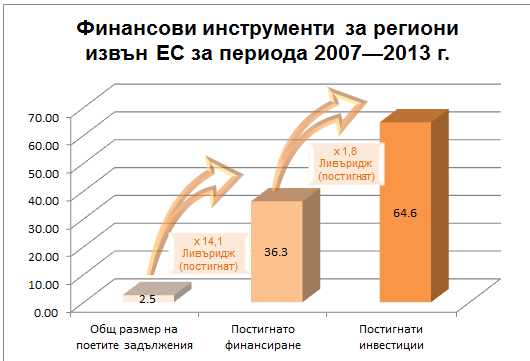 Финансови инструменти за региони
извън ЕС за периода 2007—2013 г.
70.00
60.00
50.00
40.00
30.00
20.00
10.00
0.00
x 14,1
Ливъридж
(постигнат)
x 1,8
Ливъридж
(постигнат)
2.5
36.3
64.6
Общ размер на
поетите задължения
Постигнато
финансиране
Постигнати
инвестиции